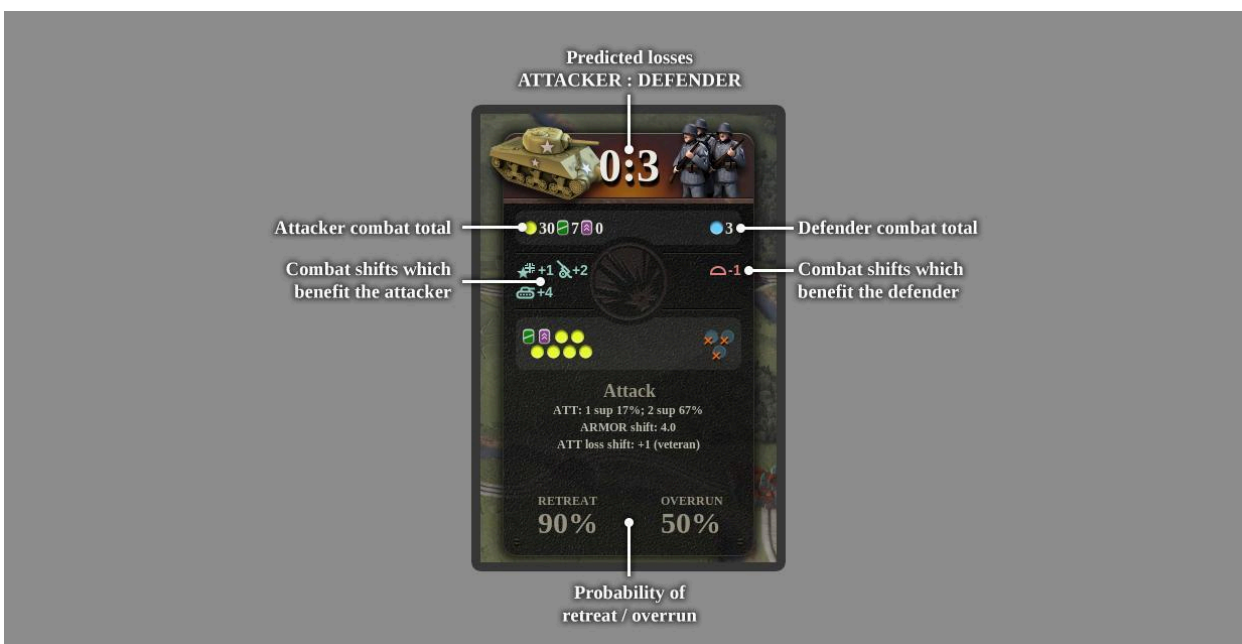 Predicted losses
ATTACKER : DEFENDER
0:3
Attacker combat total
30 7 0
3
Defender combat total
Combat shifts which
benefit the attacker
+1 +2
+4
-1
Combat shifts which
benefit the defender
Attack
ATT: 1 sup 17%; 2 sup 67%
ARMOR shift: 4.0
ATT loss shift: +1 (veteran)
RETREAT
90%
OVERRUN
50%
Probability of
retreat / overrun